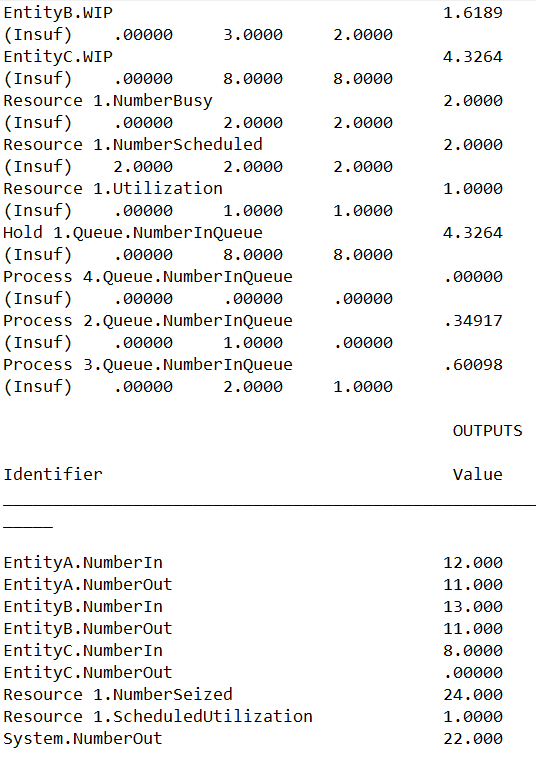 EntityB.WIP 1.6189
(Insuf) .00000 3.0000 2.0000
EntityC.WIP 4.3264
(Insuf) .00000 8.0000 8.0000
Resource 1.NumberBusy 2.0000
(Insuf) .00000 2.0000 2.0000
Resource 1.NumberScheduled 2.0000
(Insuf) 2.0000 2.0000 2.0000
Resource 1.Utilization 1.0000
(Insuf) .00000 1.0000 1.0000
Hold 1.Queue.NumberInQueue 4.3264
(Insuf) .00000 8.0000 8.0000
Process 4.Queue.NumberInQueue .00000
(Insuf) .00000 .00000 .00000
Process 2.Queue.NumberInQueue .34917
(Insuf) .00000 1.0000 .00000
Process 3.Queue.NumberInQueue .60098
(Insuf) .00000 2.0000 1.0000
OUTPUTS
Identifier Value
EntityA.NumberIn 12.000
EntityA.NumberOut 11.000
EntityB.NumberIn 13.000
EntityB.NumberOut 11.000
EntityC.NumberIn 8.0000
EntityC.NumberOut .00000
Resource 1.NumberSeized 24.000
Resource 1.ScheduledUtilization 1.0000
System.NumberOut 22.000